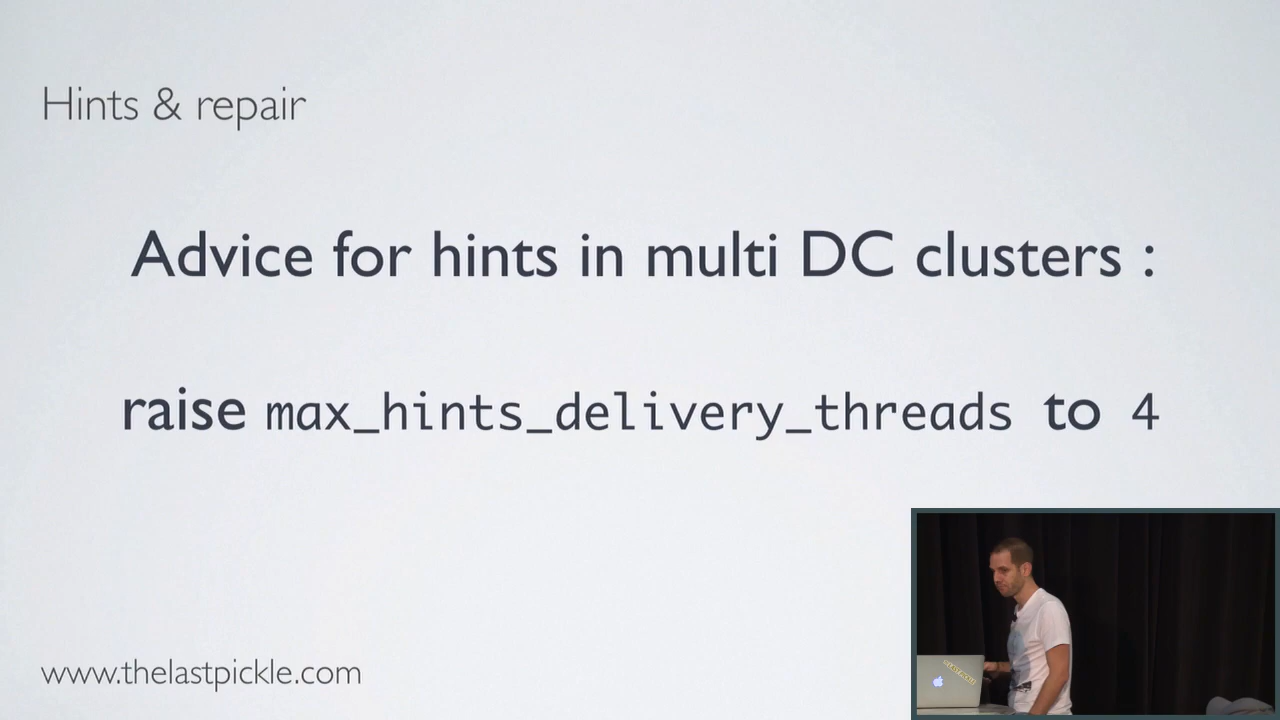 Hints & repair
Advice for hints in multi DC clusters :
raise max_hints_delivery_threads to 4
www.thelastpickle.com